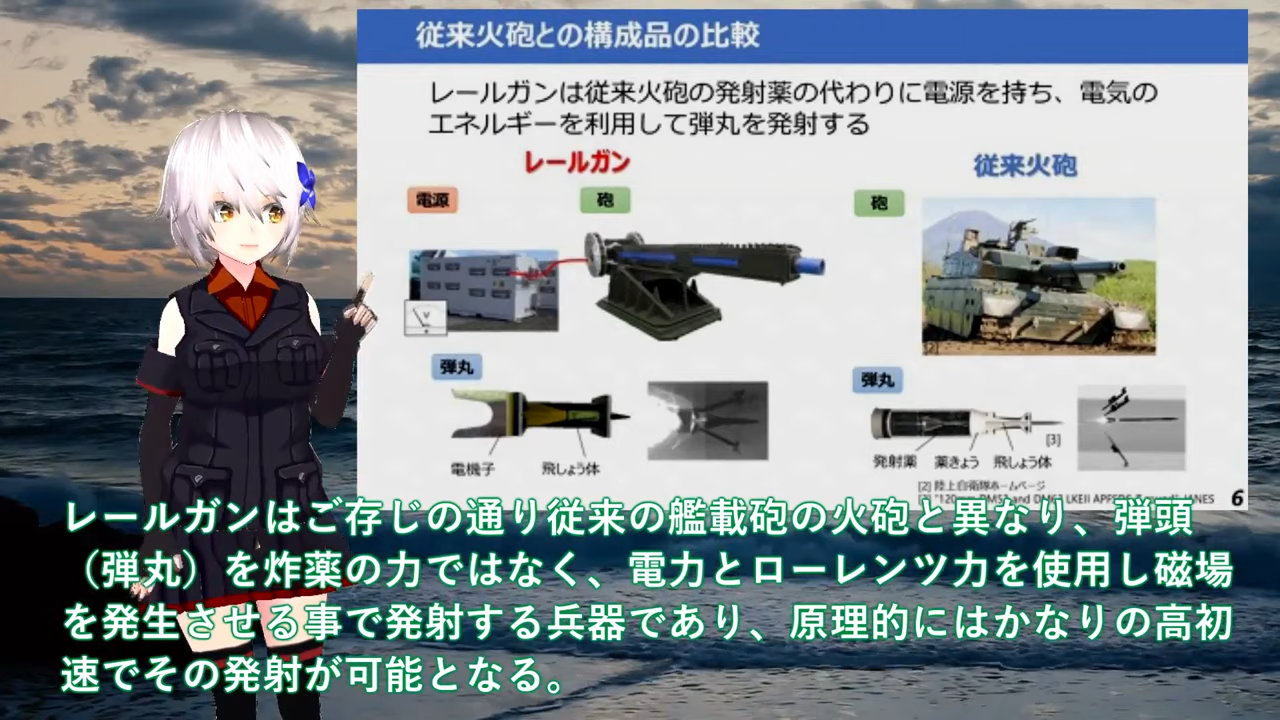 従来火砲との構成品の比較
レールガンは従来火砲の発射薬の代わりに電源を持ち、電気の
エネルギーを利用して弾丸を発射する
レールガン
従来火砲
電源
砲
砲
V
弾丸
弾丸
[2]
[3]
電機子
飛しょう体
発射薬
薬きょう
飛しょう体
[2] 陸上自衛隊ホームページ
and
LKEII
JANES
6
レールガンはご存じの通り従来の艦載砲の火砲と異なり、弾頭
（弾丸）を炸薬の力ではなく、電力とローレンツ力を使用し磁場
を発生させる事で発射する兵器であり、原理的にはかなりの高初
速でその発射が可能となる。